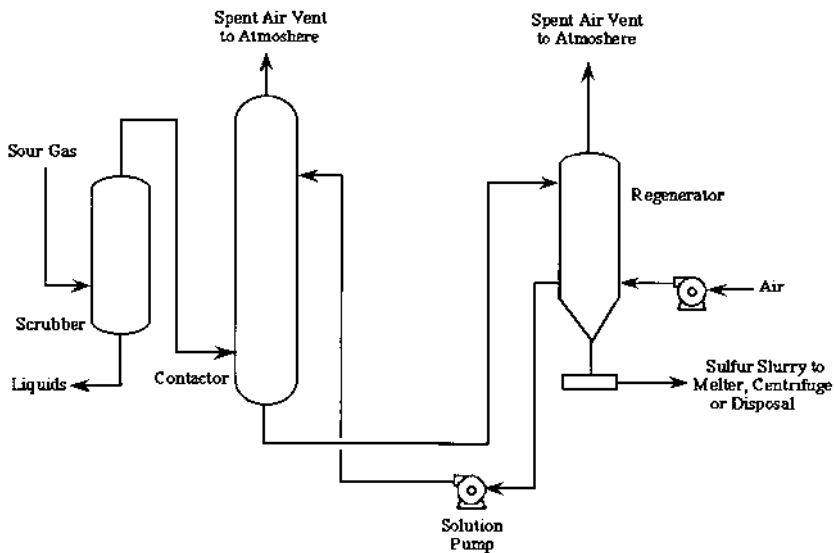 Spent Air Vent
to Atmoshere
Spent Air Vent
to Atmoshere
Sour Gas
Regenerator
Air
Scrubber
Contactor
Liquids
Sulfur Slurry to
Melter, Centrifuge
or Disposal
Solution
Pump